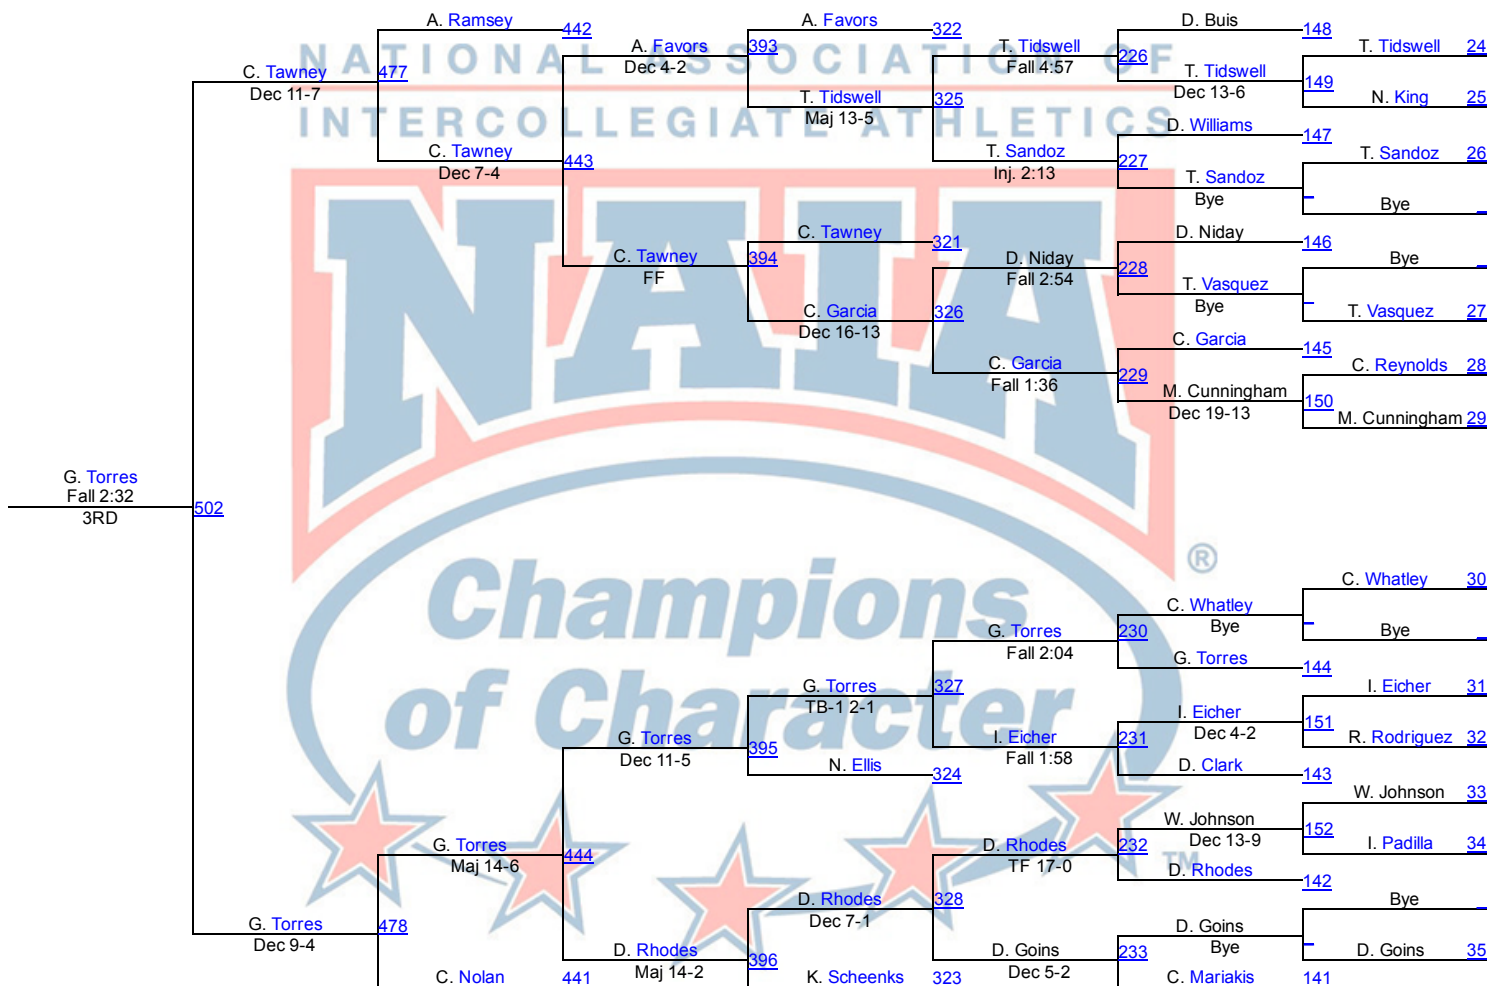 A. Ramsey 442
A. Favors 322
D. Buis 148
A. Favors 393
Dec 4-2
T. Tidswell 226
Fall 4:57
T. Tidswell 24
NATIONAL ASSOCIATION OF
C. Tawney 477
Dec 11-7
T. Tidswell 149
Dec 13-6
T. Tidswell 325
Maj 13-5
N. King 25
INTERCOLLEGIATE ATHLETICS
D. Williams 147
C. Tawney 443
Dec 7-4
T. Sandoz 227
Inj. 2:13
T. Sandoz 26
T. Sandoz
Bye
Bye
NAIA
C. Tawney 321
D. Niday 146
C. Tawney 394
FF
D. Niday 228
Fall 2:54
Bye
T. Vasquez
Bye
C. Garcia 326
Dec 16-13
T. Vasquez 27
C. Garcia 145
C. Garcia 229
Fall 1:36
C. Reynolds 28
M. Cunningham 150
Dec 19-13
M. Cunningham 29
G. Torres
Fall 2:32
502
3RD
®
Champions
C. Whatley 30
C. Whatley
Bye
G. Torres 230
Fall 2:04
Bye
G. Torres 144
of Character
G. Torres 327
TB-1 2-1
I. Eicher 31
I. Eicher 151
Dec 4-2
G. Torres 395
Dec 11-5
I. Eicher 231
Fall 1:58
R. Rodriguez 32
N. Ellis 324
D. Clark 143
W. Johnson 33
W. Johnson 152
Dec 13-9
G. Torres 444
Maj 14-6
D. Rhodes 232
TF 17-0
I. Padilla 34
TM
D. Rhodes 142
D. Rhodes 328
Dec 7-1
Bye
G. Torres 478
Dec 9-4
D. Goins
Bye
D. Rhodes 396
Maj 14-2
D. Goins 233
Dec 5-2
D. Goins 35
C. Nolan 441
K. Scheenks 323
C. Mariakis 141